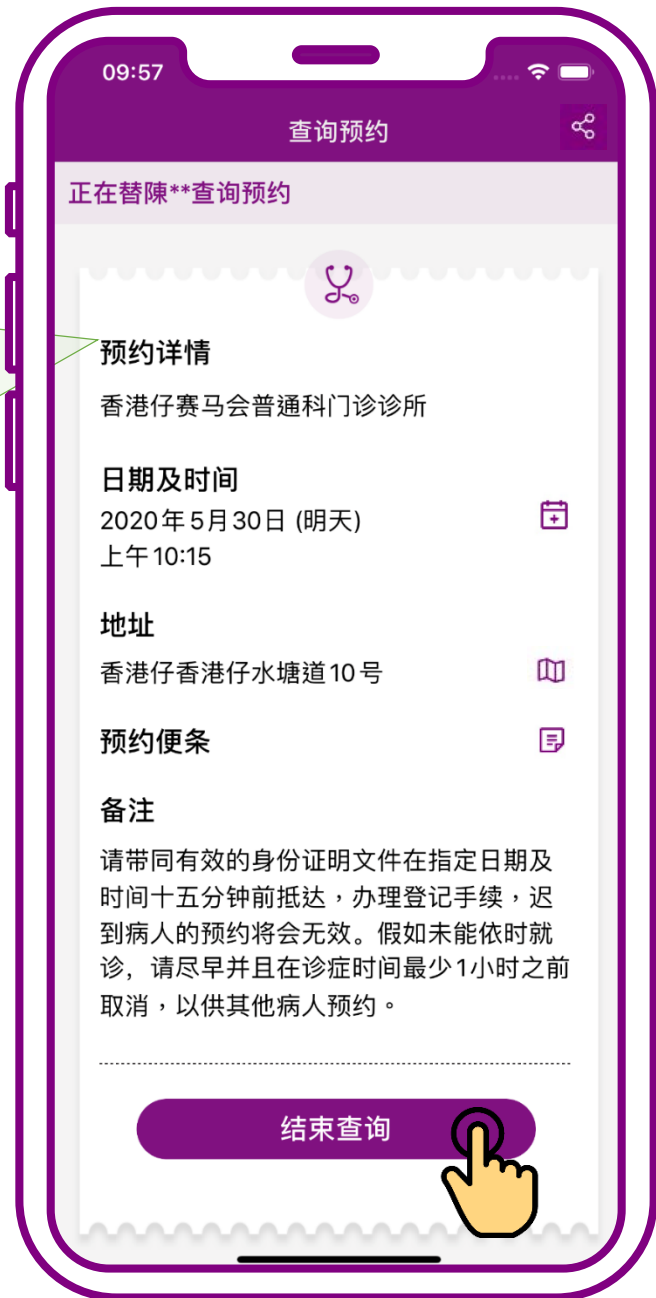 09:57
查询预约
正在替陳**查询预约
预约详情
香港仔赛马会普通科门诊诊所
日期及时间
2020年5月30日 (明天)
上午10:15
地址
香港仔香港仔水塘道10号
预约便条
备注
请带同有效的身份证明文件在指定日期及
时间十五分钟前抵达，办理登记手续，迟
到病人的预约将会无效。假如未能依时就
诊，请尽早并且在诊症时间最少1小时之前
取消，以供其他病人预约。
结束查询